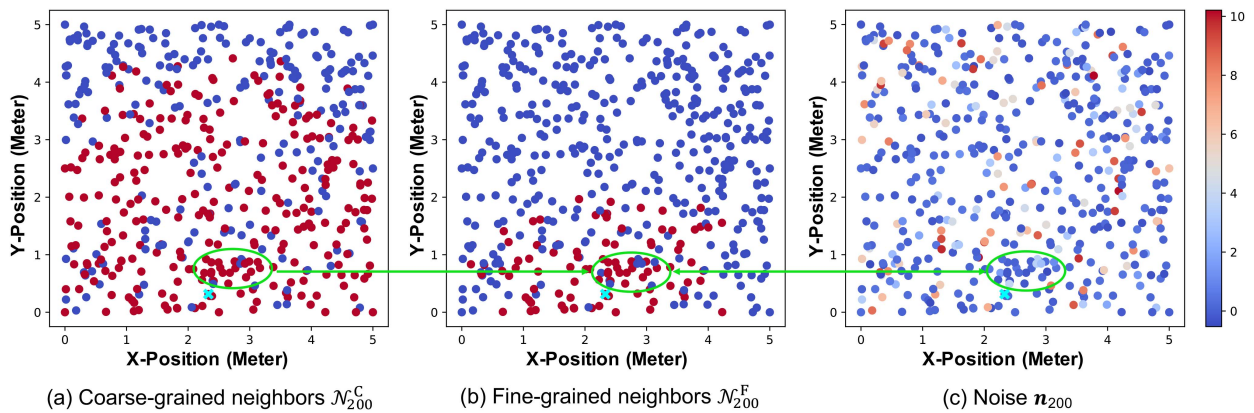 5
4
3
2
1
0
Y-Position (Meter)
0 1 2 3 4 5
X-Position (Meter)
(a) Coarse-grained neighbors 𝒩₂₀₀ᶜ
5
4
3
2
1
0
Y-Position (Meter)
0 1 2 3 4 5
X-Position (Meter)
(b) Fine-grained neighbors 𝒩₂₀₀ᶠ
5
4
3
2
1
0
Y-Position (Meter)
0 1 2 3 4 5
X-Position (Meter)
(c) Noise 𝒏₂₀₀
10
8
6
4
2
0